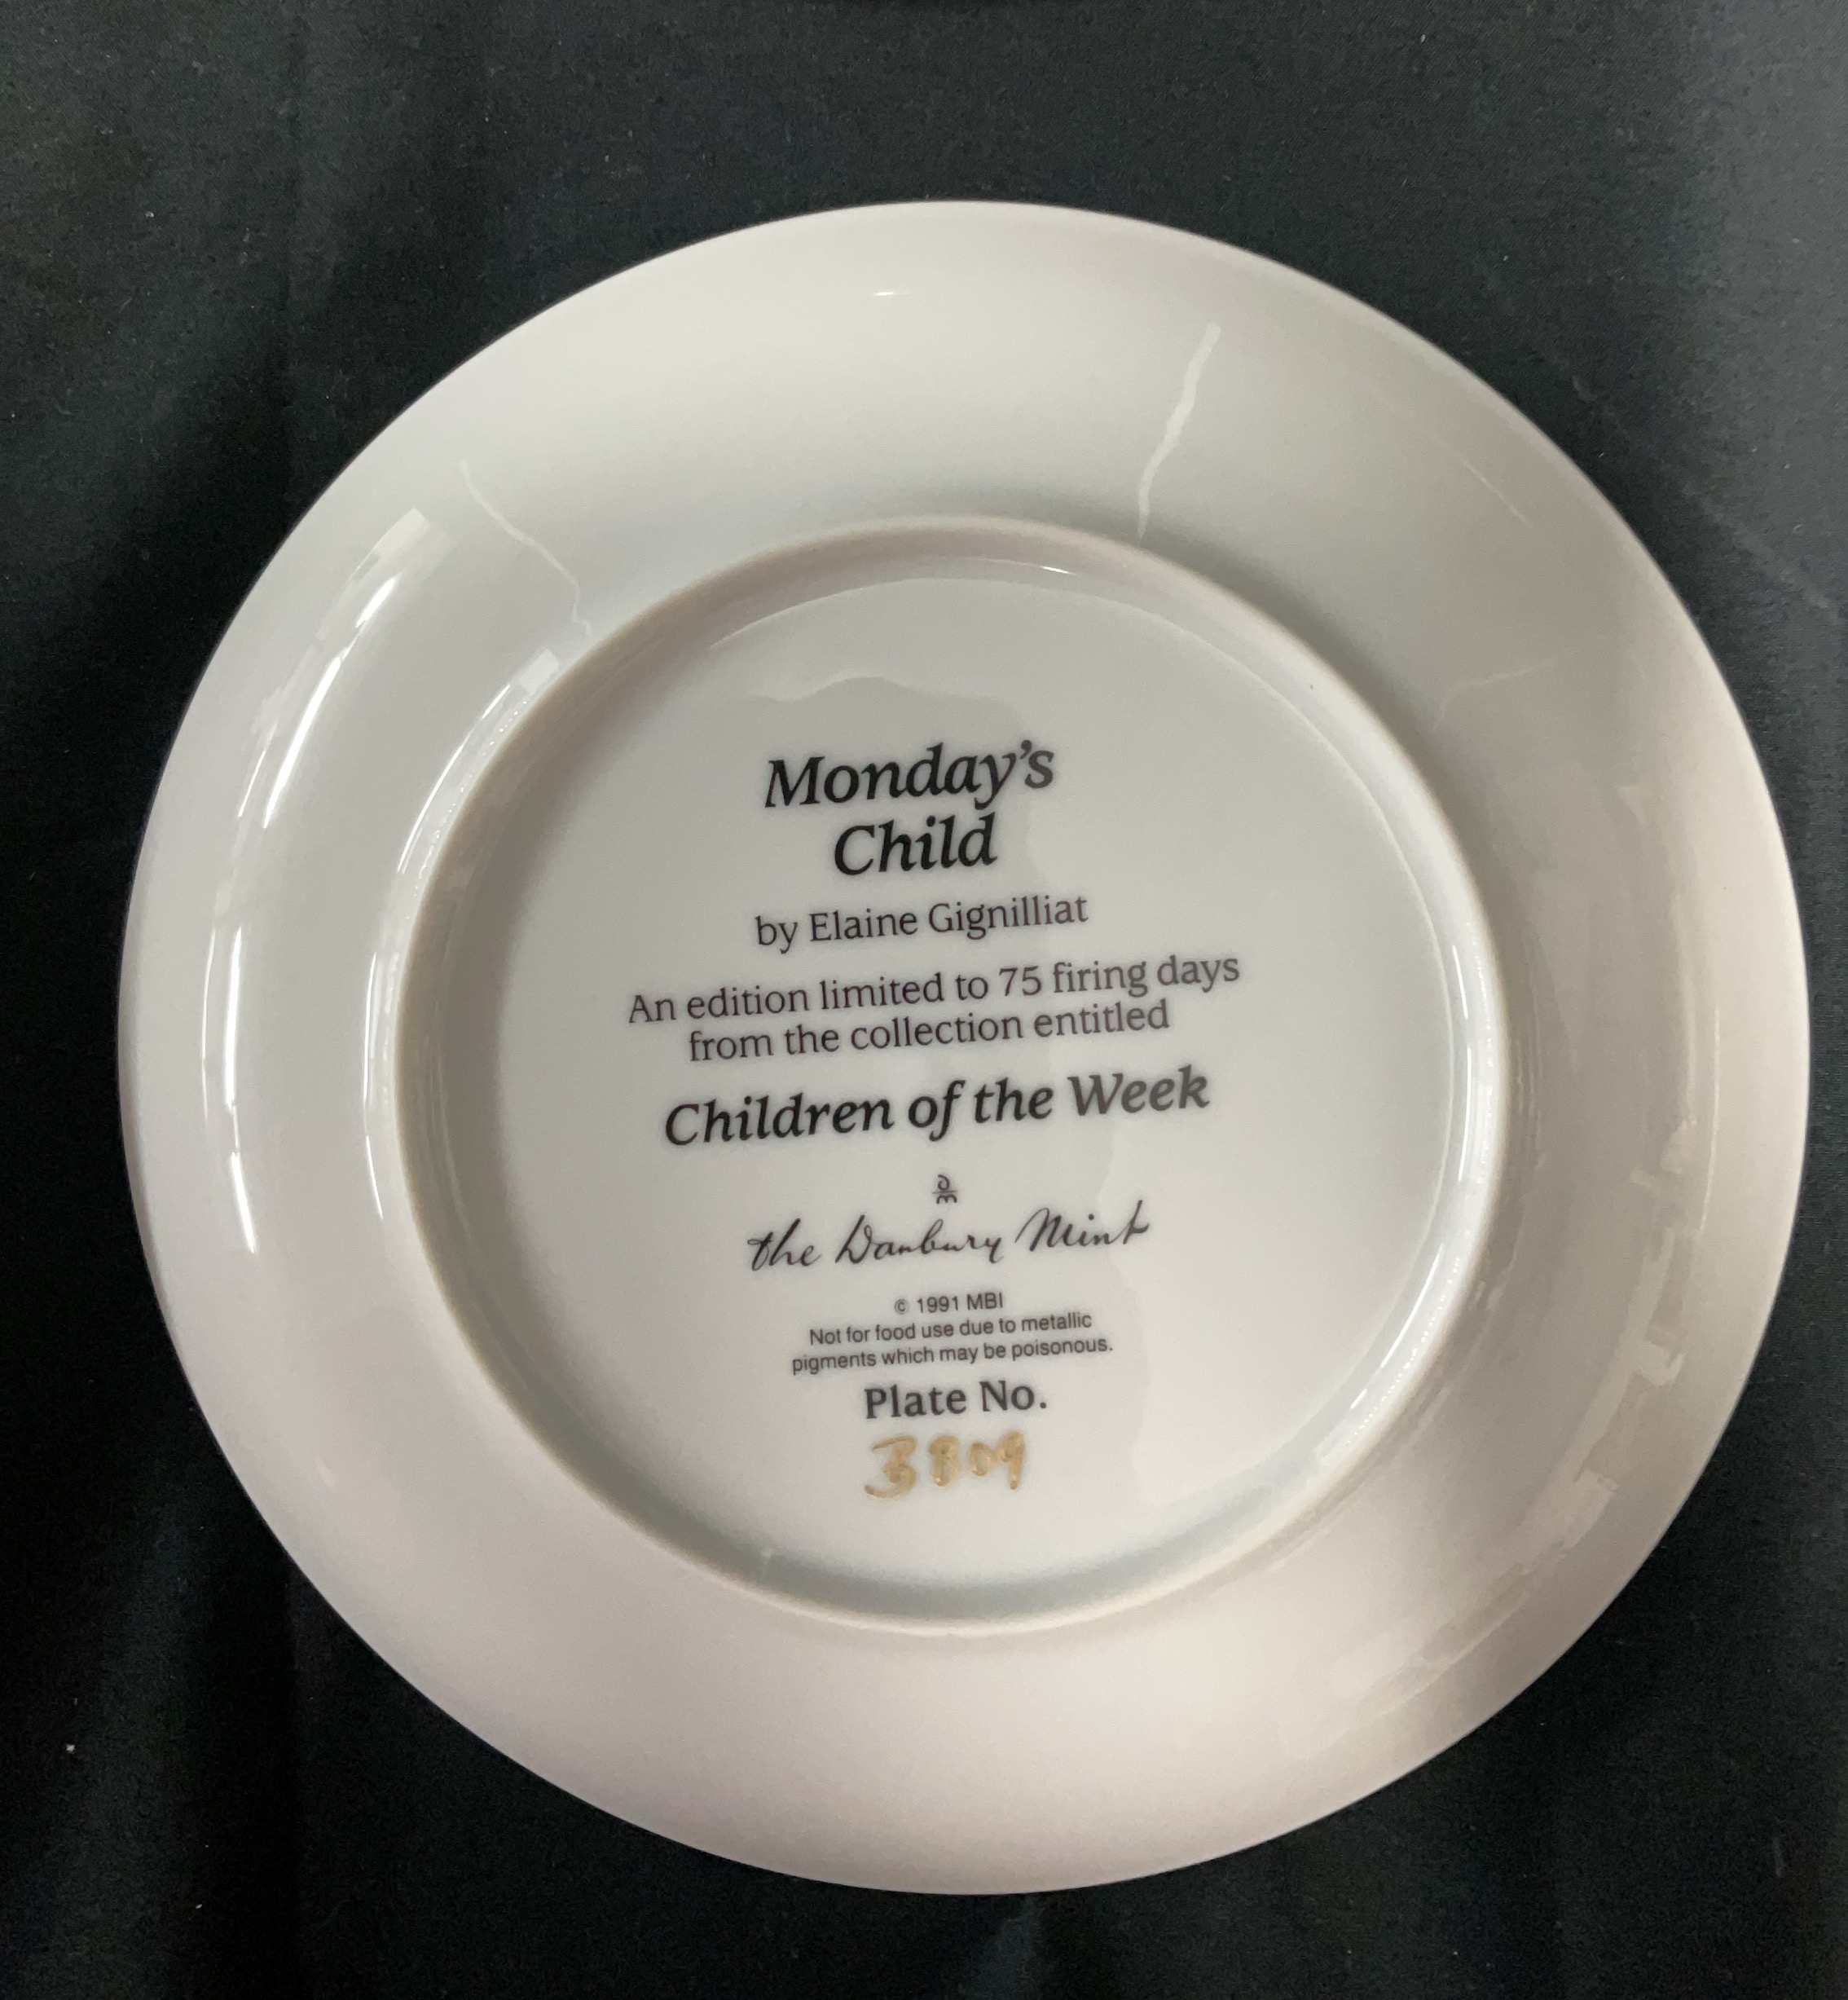 Monday's
Child
by Elaine Gignilliat
An edition limited to 75 firing days
from the collection entitled
Children of the Week
DM
the Danbury Mint
© 1991 MBI
Not for food use due to metallic
pigments which may be poisonous.
Plate No.
B809